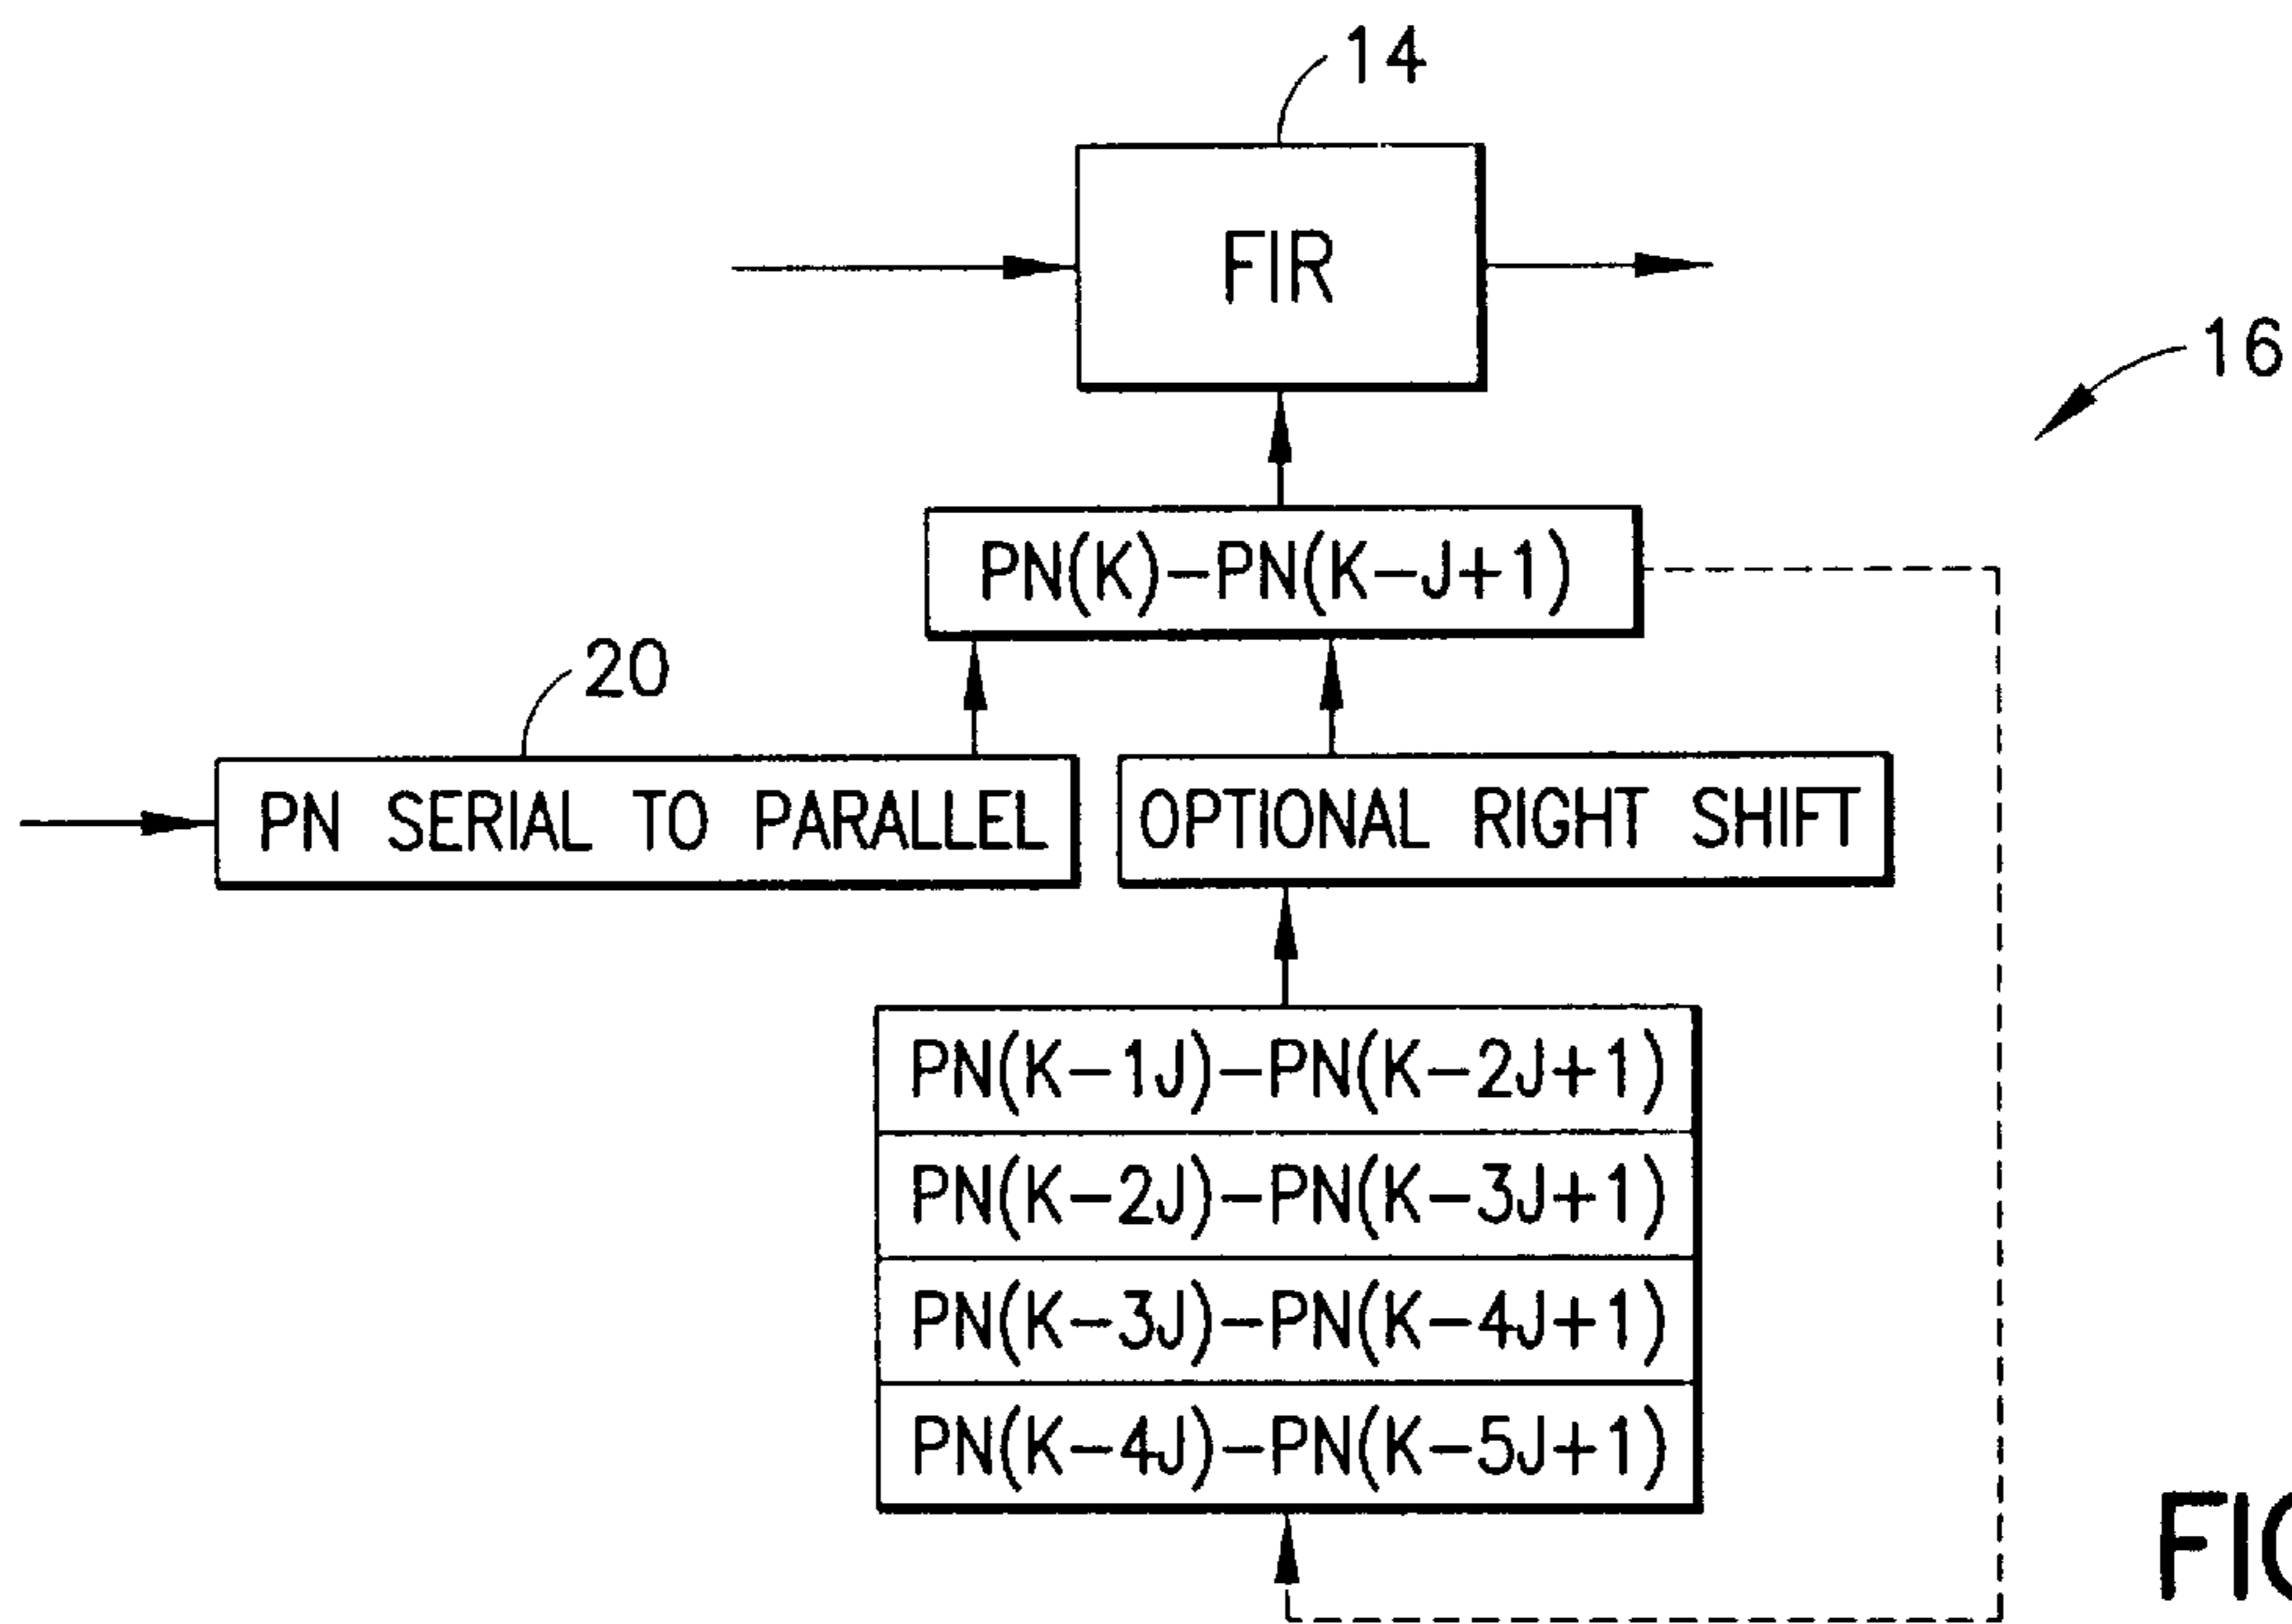 14
FIR
16
PN(K)-PN(K-J+1)
20
PN SERIAL TO PARALLEL
OPTIONAL RIGHT SHIFT
PN(K-1J)-PN(K-2J+1)
PN(K-2J)-PN(K-3J+1)
PN(K-3J)-PN(K-4J+1)
PN(K-4J)-PN(K-5J+1)